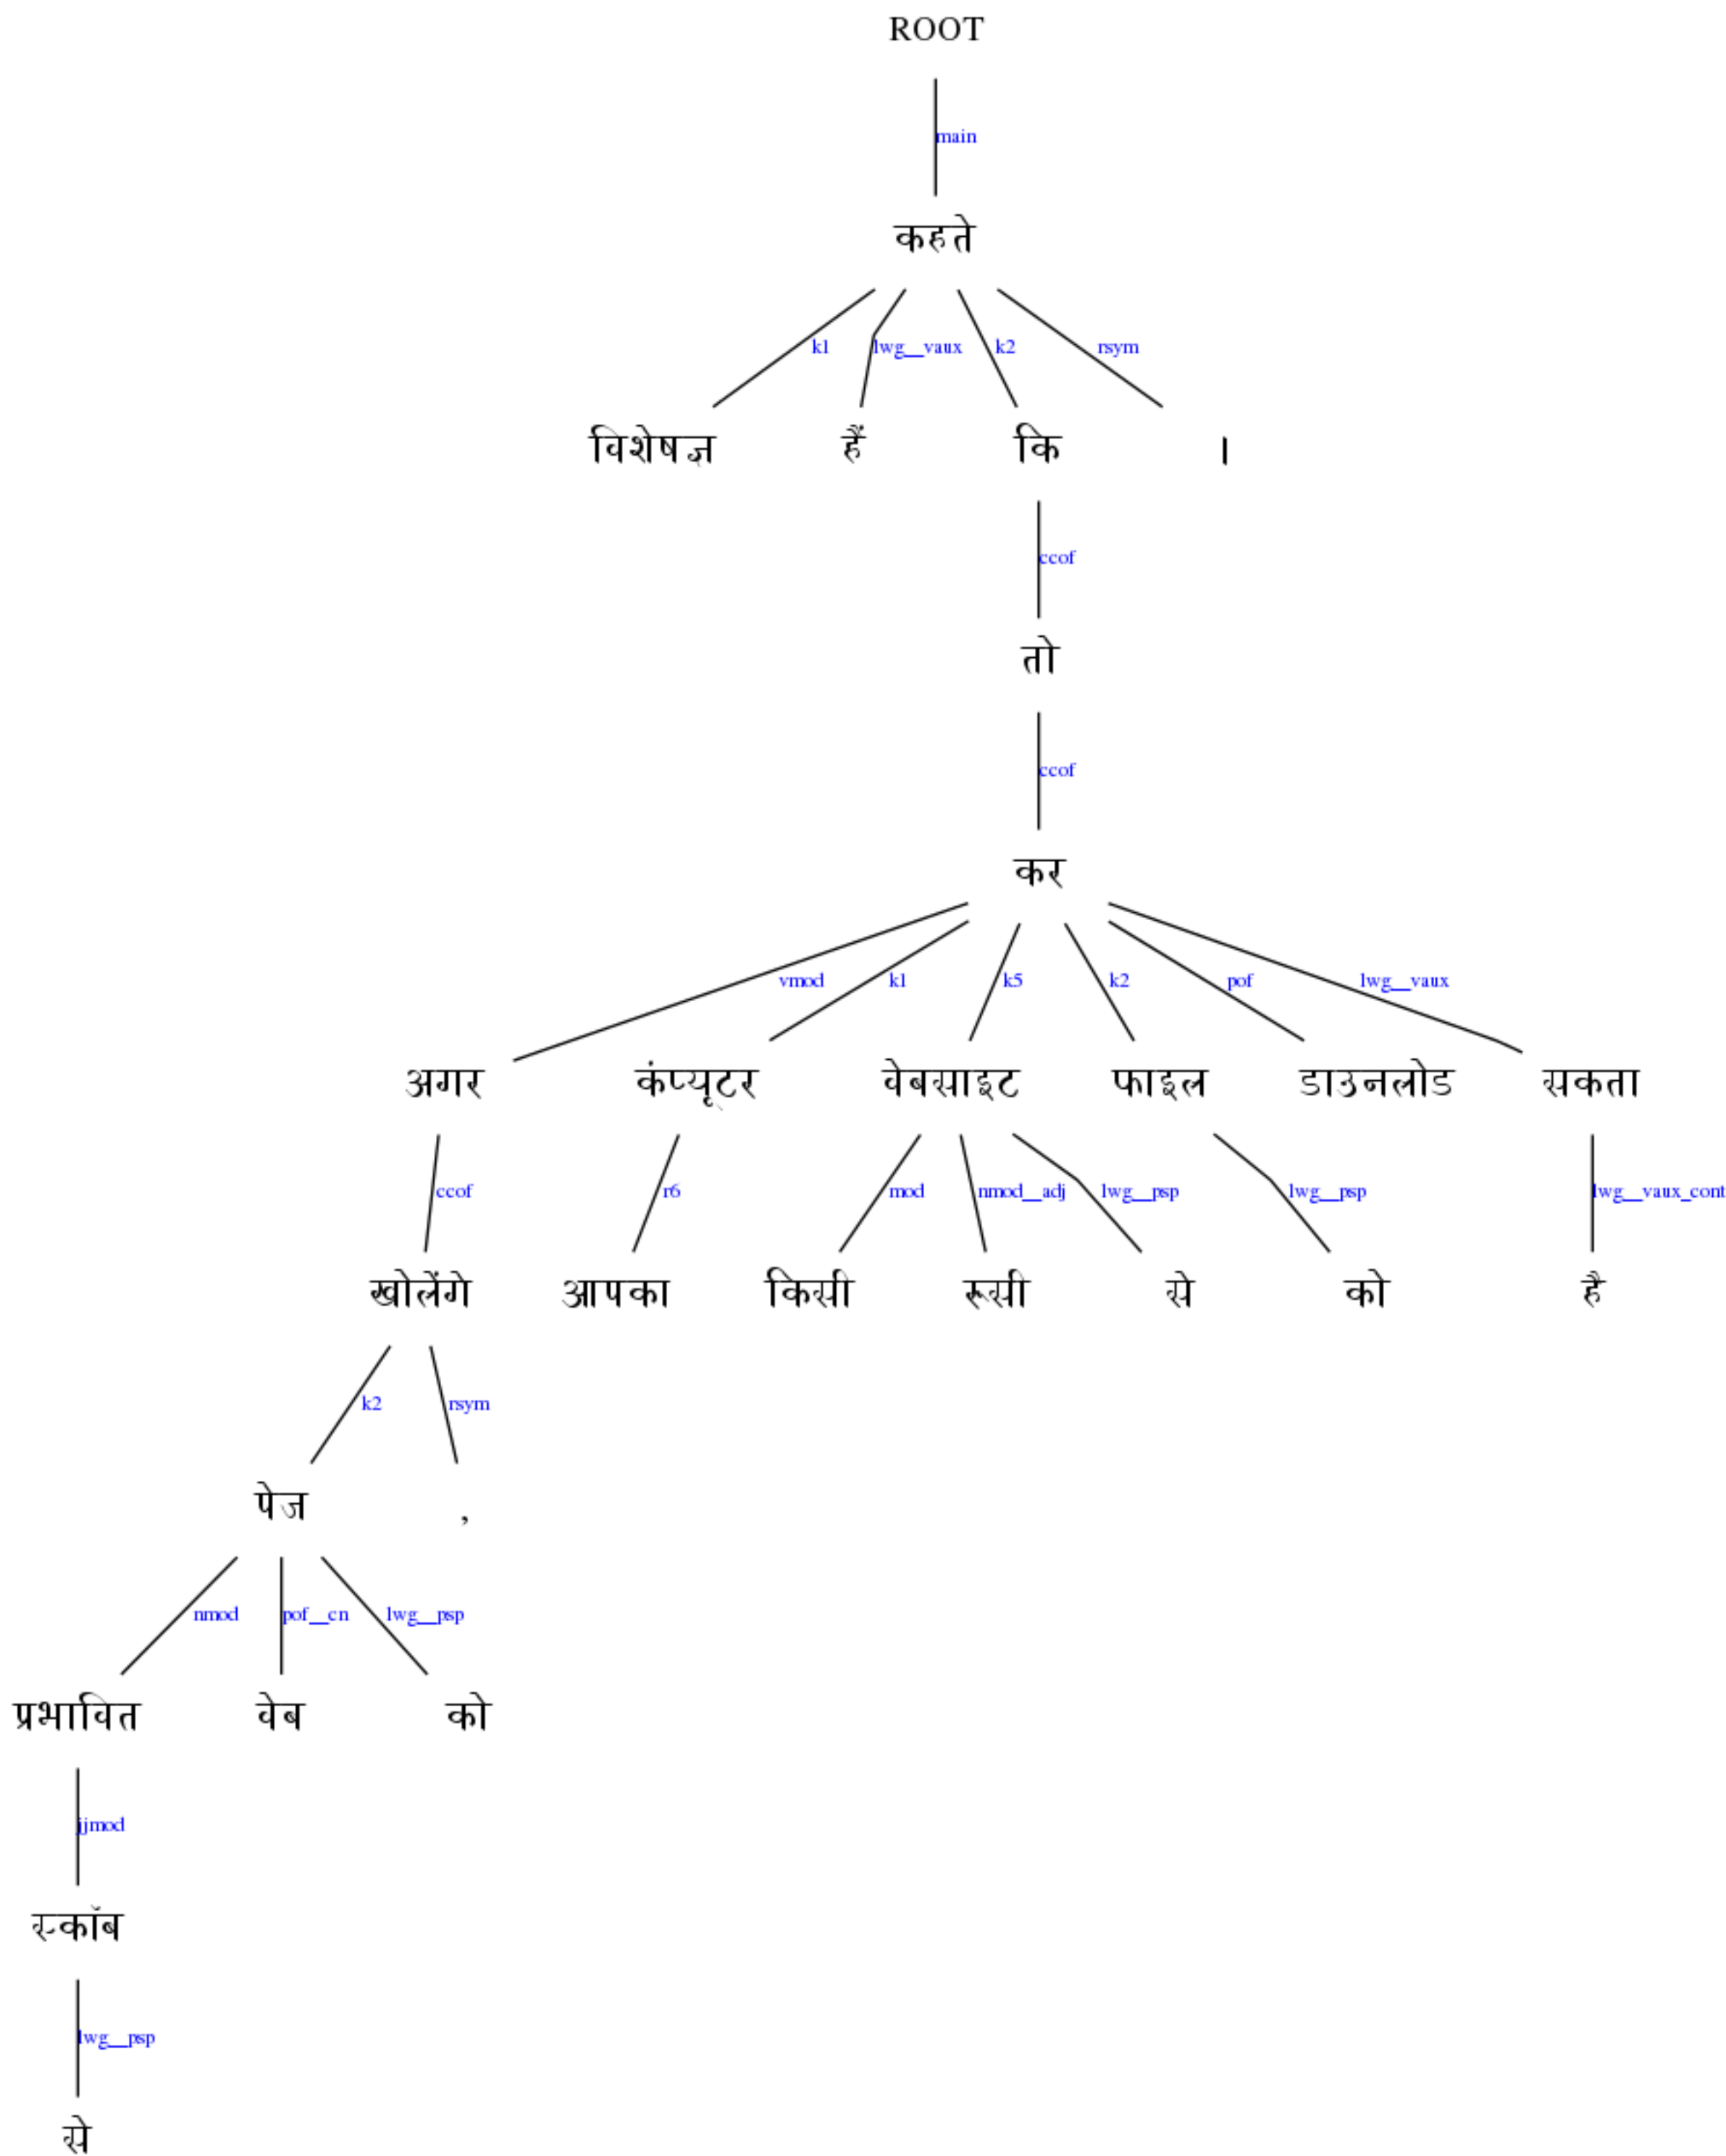 ROOT
main
कहते
k1 lwg__vaux k2 rsym
विशेषज्ञ हैं कि ।
ccof
तो
ccof
कर
vmod k1 k5 k2 pof lwg__vaux
अगर कंप्यूटर वेबसाइट फाइल डाउनलोड सकता
ccof r6 mod nmod__adj lwg__psp lwg__psp lwg__vaux_cont
खोलेंगे आपका किसी रूसी से को है
k2 rsym
पेज ,
nmod pof__cn lwg__psp
प्रभावित वेब को
jjmod
स्कॉब
lwg__psp
से